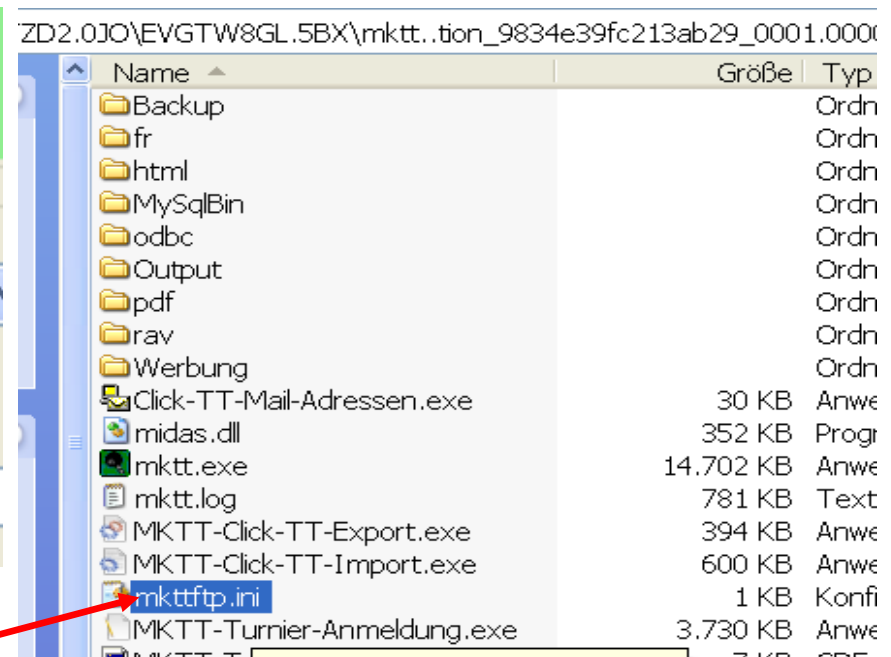 ZD2.0JO\EVGTW8GL.5BX\mktt..tion_9834e39fc213ab29_0001.0000
Name Größe Typ
Backup Ordn
fr Ordn
html Ordn
MySqlBin Ordn
odbc Ordn
Output Ordn
pdf Ordn
rav Ordn
Werbung Ordn
Click-TT-Mail-Adressen.exe 30 KB Anwe
midas.dll 352 KB Progr
mktt.exe 14.702 KB Anwe
mktt.log 781 KB Text
MKTT-Click-TT-Export.exe 394 KB Anwe
MKTT-Click-TT-Import.exe 600 KB Anwe
mkttftp.ini 1 KB Konfi
MKTT-Turnier-Anmeldung.exe 3.730 KB Anwe